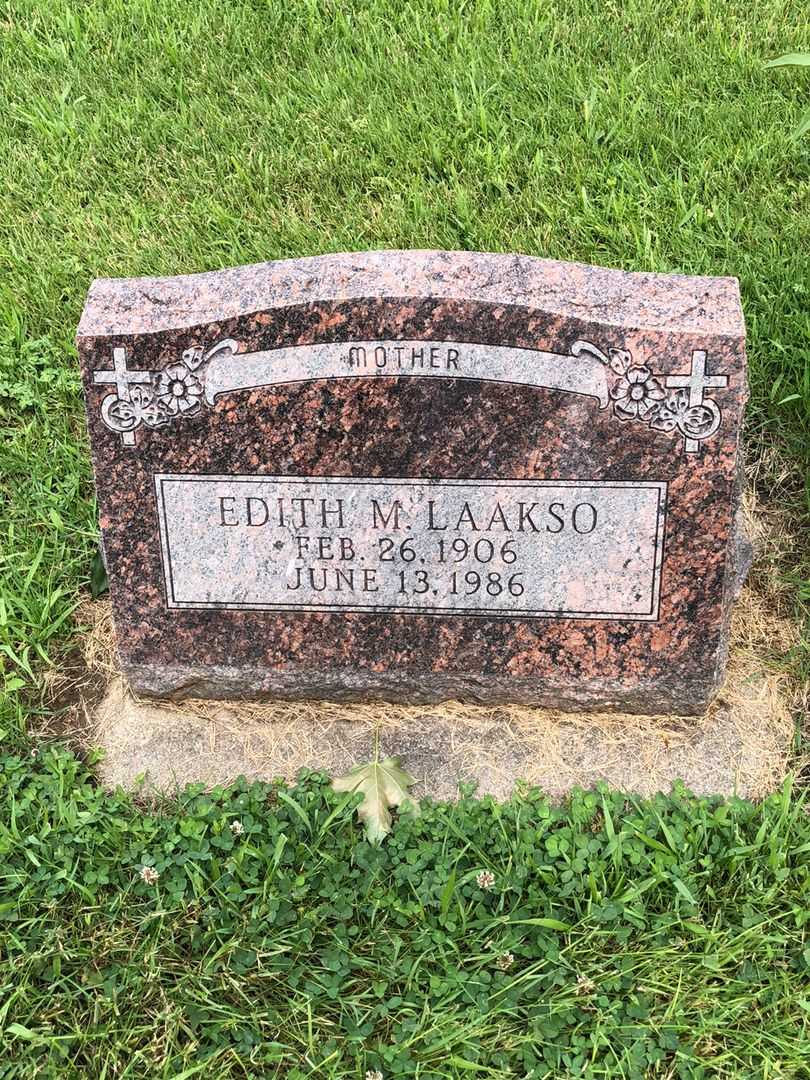 MOTHER
EDITH M. LAAKSO
FEB. 26, 1906
JUNE 13, 1986